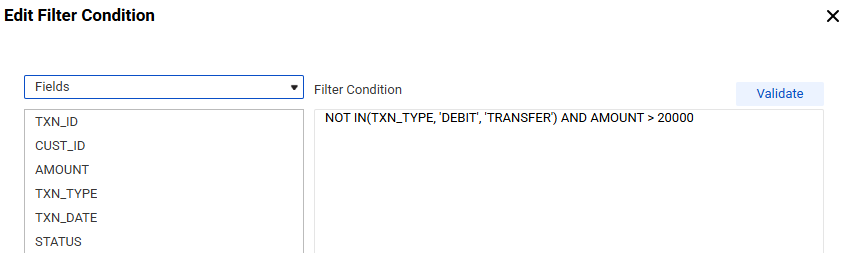 Edit Filter Condition
Fields
Filter Condition
Validate
TXN_ID
CUST_ID
AMOUNT
TXN_TYPE
TXN_DATE
STATUS
NOT IN(TXN_TYPE, 'DEBIT', 'TRANSFER') AND AMOUNT > 20000